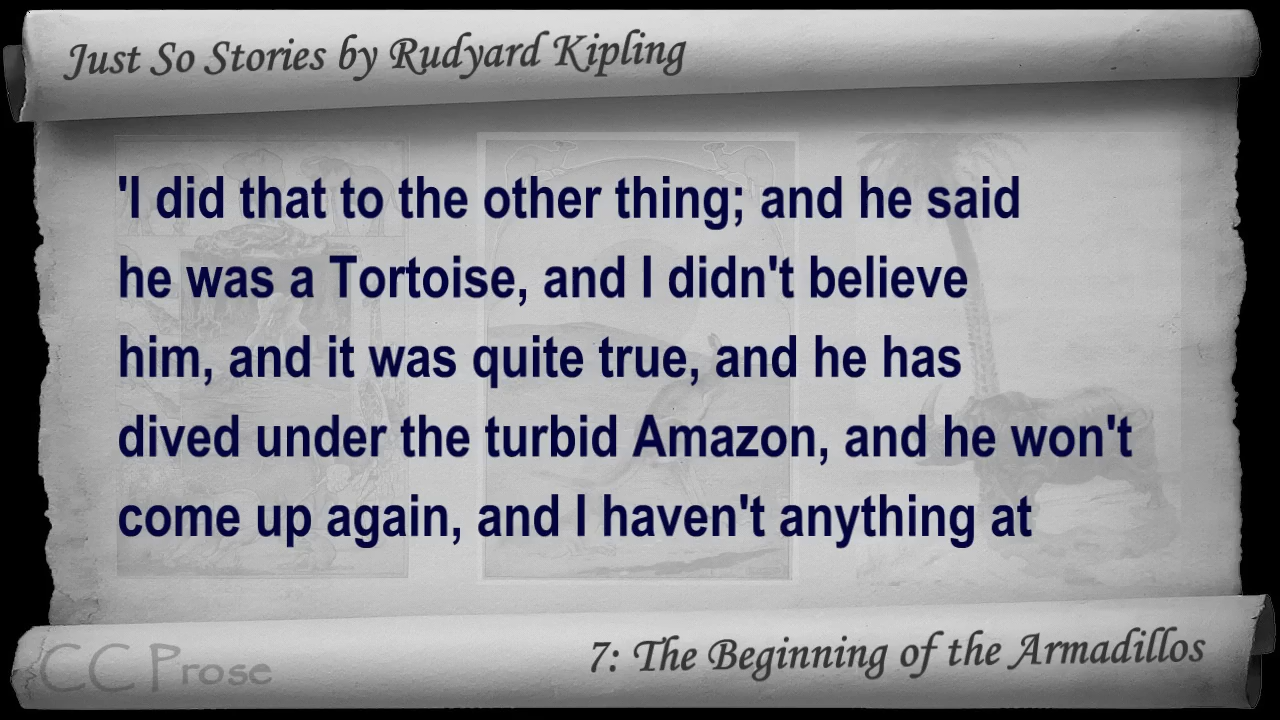 Just So Stories by Rudyard Kipling
'I did that to the other thing; and he said
he was a Tortoise, and I didn't believe
him, and it was quite true, and he has
dived under the turbid Amazon, and he won't
come up again, and I haven't anything at
CC Prose
7: The Beginning of the Armadillos